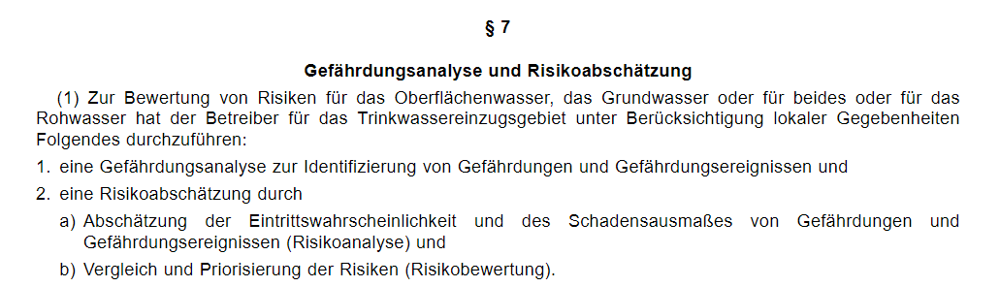 § 7
Gefährdungsanalyse und Risikoabschätzung
(1) Zur Bewertung von Risiken für das Oberflächenwasser, das Grundwasser oder für beides oder für das
Rohwasser hat der Betreiber für das Trinkwassereinzugsgebiet unter Berücksichtigung lokaler Gegebenheiten
Folgendes durchzuführen:
1. eine Gefährdungsanalyse zur Identifizierung von Gefährdungen und Gefährdungsereignissen und
2. eine Risikoabschätzung durch
a) Abschätzung der Eintrittswahrscheinlichkeit und des Schadensausmaßes von Gefährdungen und
Gefährdungsereignissen (Risikoanalyse) und
b) Vergleich und Priorisierung der Risiken (Risikobewertung).